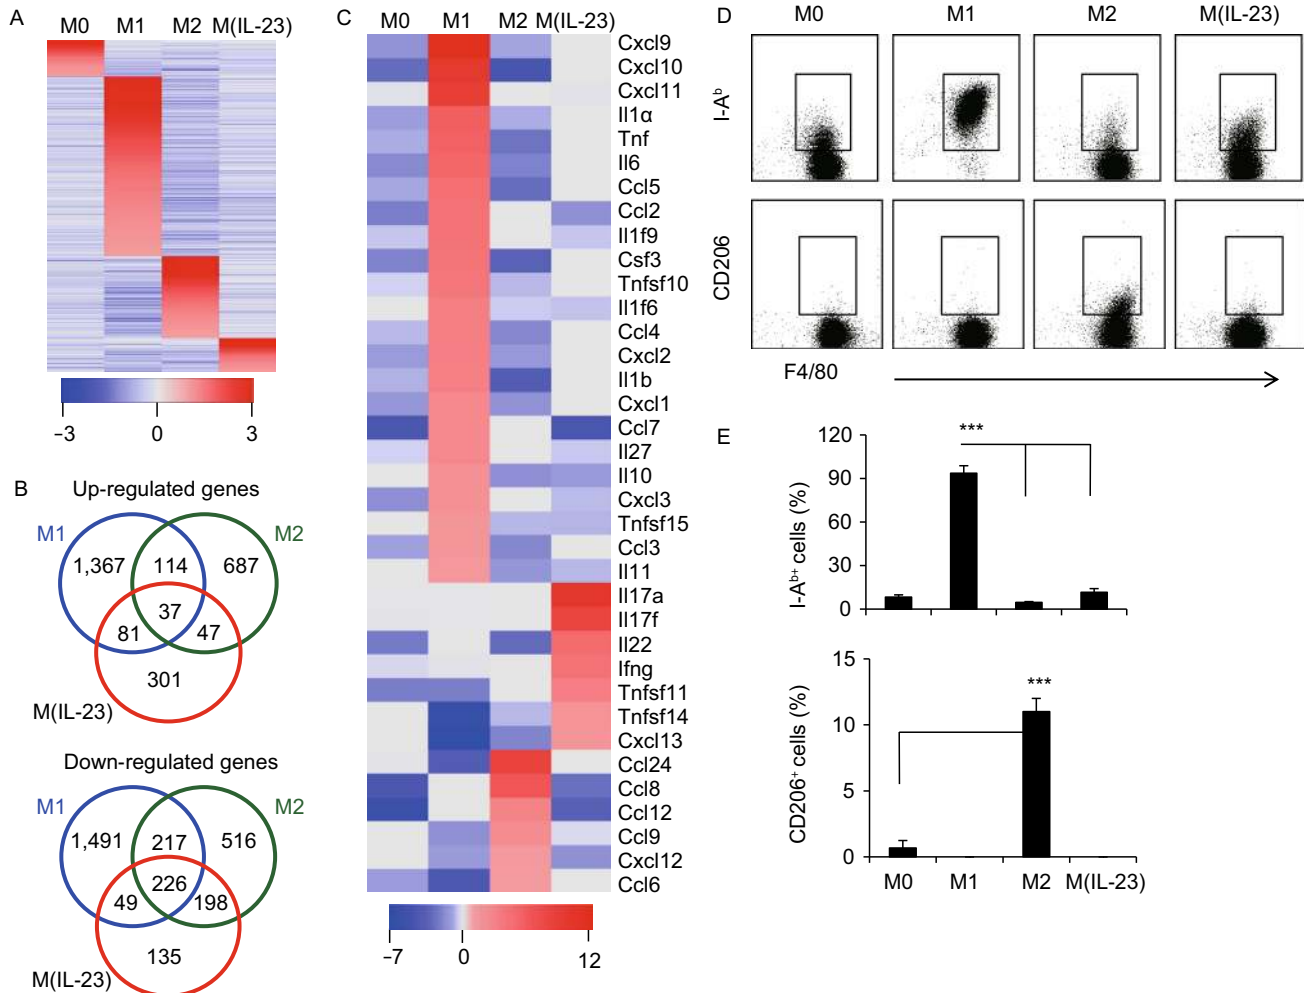 A
M0 M1 M2 M(IL-23)
−3 0 3
B
Up-regulated genes
M1
M2
1,367 114 687
37
81 47
301
M(IL-23)
Down-regulated genes
M1
M2
1,491 217 516
226
49 198
135
M(IL-23)
C
M0 M1 M2 M(IL-23)
Cxcl9
Cxcl10
Cxcl11
Il1α
Tnf
Il6
Ccl5
Ccl2
Il1f9
Csf3
Tnfsf10
Il1f6
Ccl4
Cxcl2
Il1b
Cxcl1
Ccl7
Il27
Il10
Cxcl3
Tnfsf15
Ccl3
Il11
Il17a
Il17f
Il22
Ifng
Tnfsf11
Tnfsf14
Cxcl13
Ccl24
Ccl8
Ccl12
Ccl9
Cxcl12
Ccl6
−7 0 12
D
M0 M1 M2 M(IL-23)
I-Aᵇ
CD206
F4/80
E
I-Aᵇ⁺ cells (%)
120
90
60
30
0
***
CD206⁺ cells (%)
15
10
5
0
***
M0 M1 M2 M(IL-23)